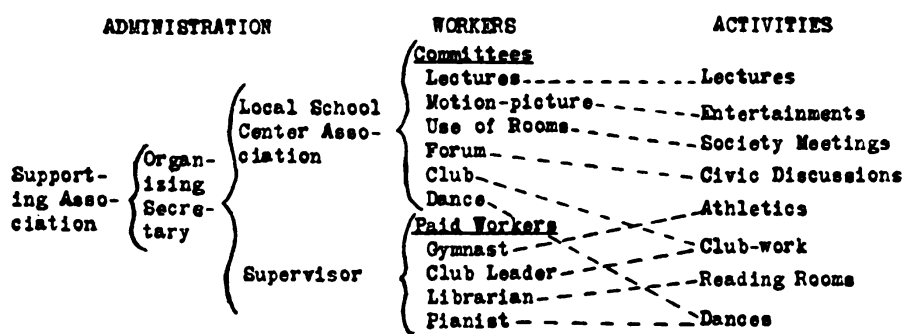 ADMINISTRATION WORKERS ACTIVITIES
Support-
ing Asso-
ciation
Organ-
izing
Secre-
tary
Local School
Center Asso-
ciation
Supervisor
Committees
Lectures
Motion-picture
Use of Rooms
Forum
Club
Dance
Paid Workers
Gymnast
Club Leader
Librarian
Pianist
Lectures
Entertainments
Society Meetings
Civic Discussions
Athletics
Club-work
Reading Rooms
Dances